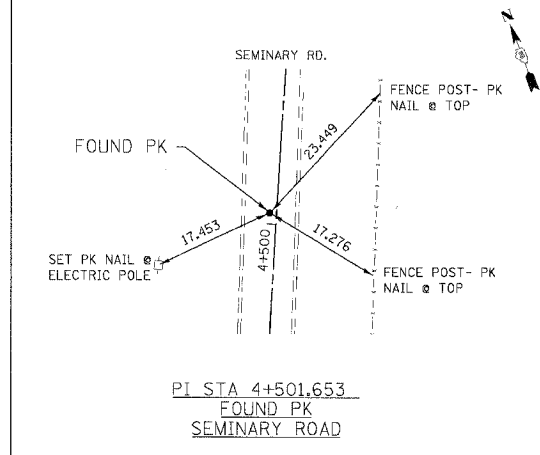 N
SEMINARY RD.
FENCE POST- PK
NAIL @ TOP
23.449
FOUND PK
17.453
4+500
17.276
SET PK NAIL @
ELECTRIC POLE
FENCE POST- PK
NAIL @ TOP
PI STA 4+501.653
FOUND PK
SEMINARY ROAD